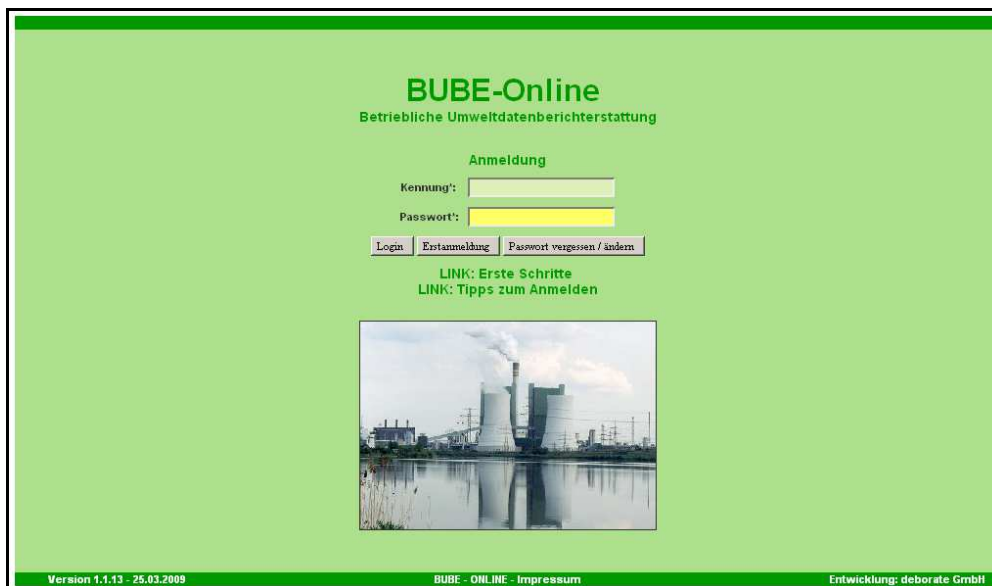 BUBE-Online
Betriebliche Umweltdatenberichterstattung
Anmeldung
Kennung*:
Passwort*:
Login Erstanmeldung Passwort vergessen / ändern
LINK: Erste Schritte
LINK: Tipps zum Anmelden
Version 1.1.13 - 25.03.2009 BUBE - ONLINE - Impressum Entwicklung: deborate GmbH